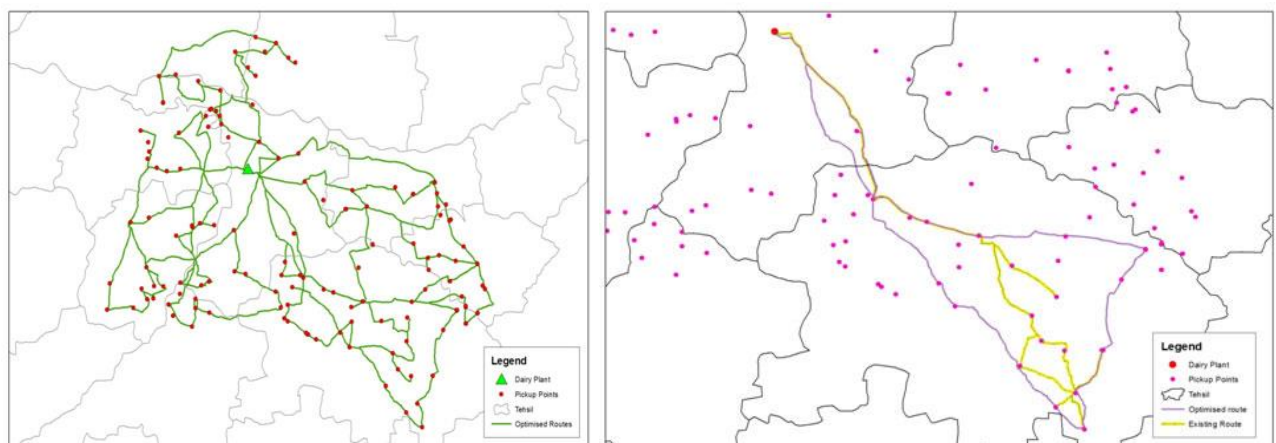 Legend
Dairy Plant
Pickup Points
Tehsil
Optimised Routes
Legend
Dairy Plant
Pickup Points
Tehsil
Optimised route
Existing Route